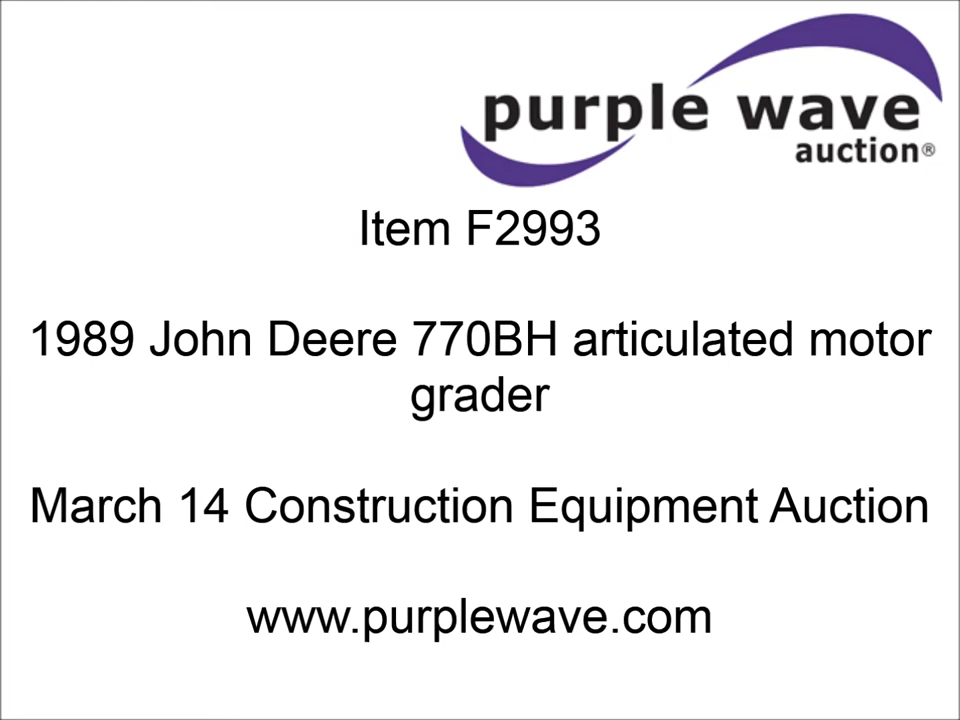 purple wave
auction®
Item F2993
1989 John Deere 770BH articulated motor
grader
March 14 Construction Equipment Auction
www.purplewave.com